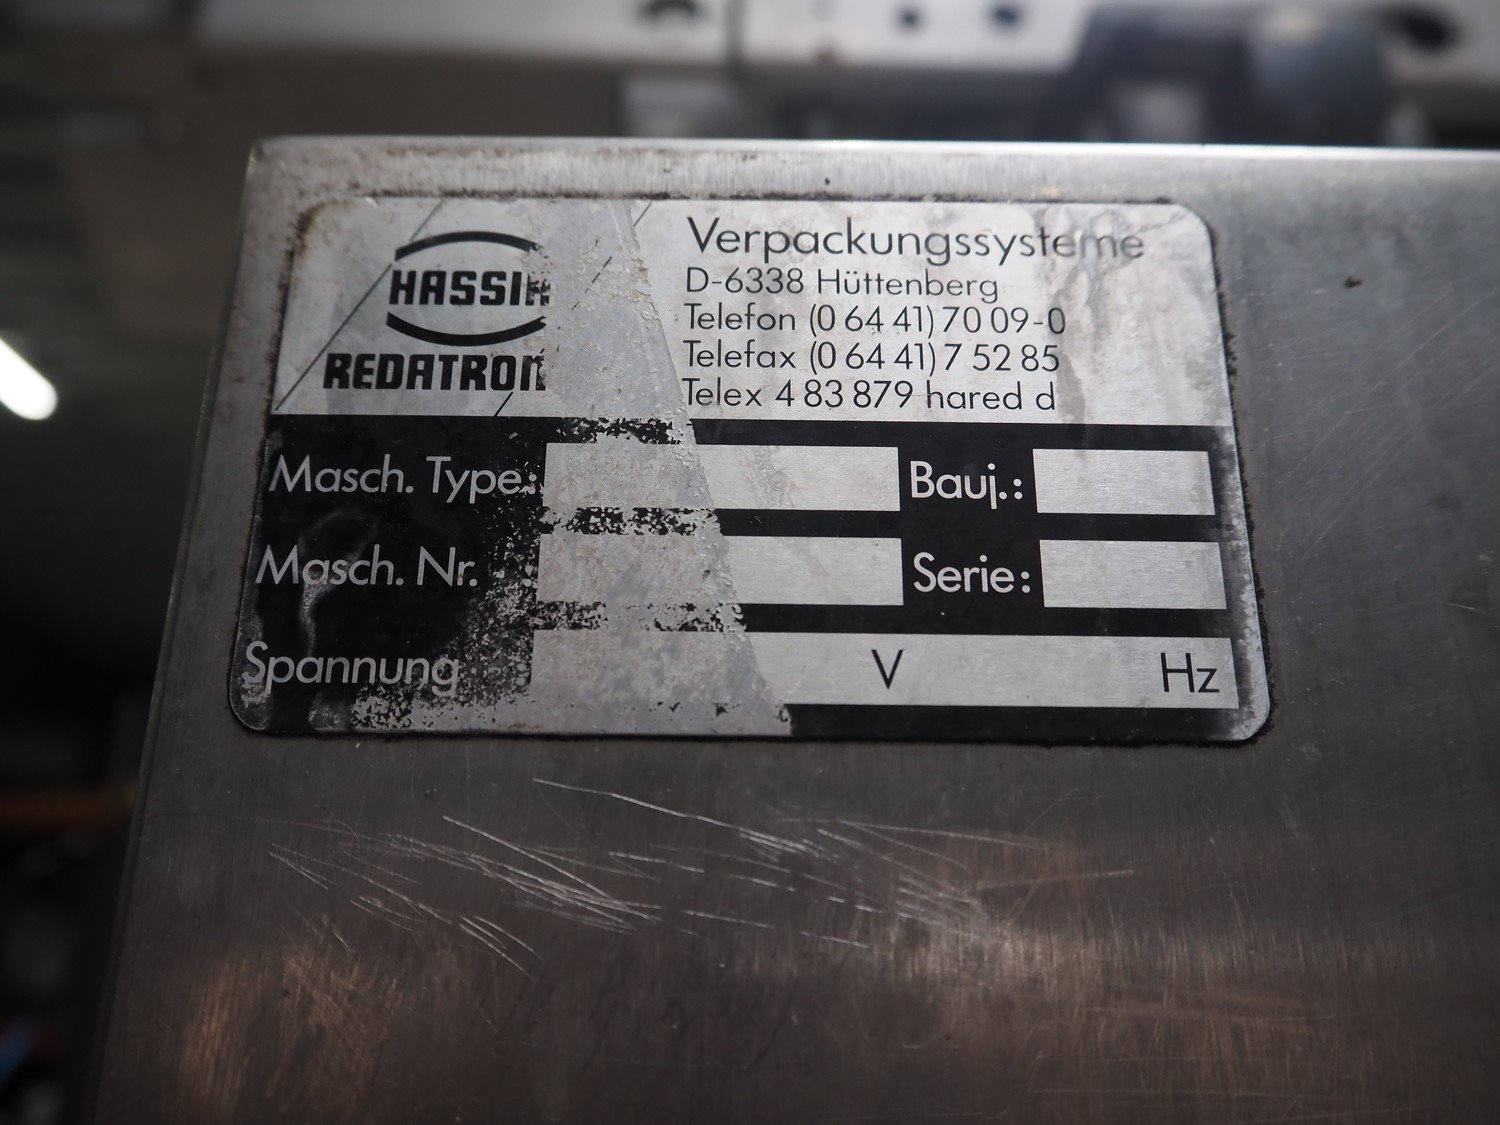 HASSIA
REDATRON
Verpackungssysteme
D-6338 Hüttenberg
Telefon (0 64 41) 70 09-0
Telefax (0 64 41) 7 52 85
Telex 4 83 879 hared d
Masch. Type: Bauj.:
Masch. Nr. Serie:
Spannung V Hz